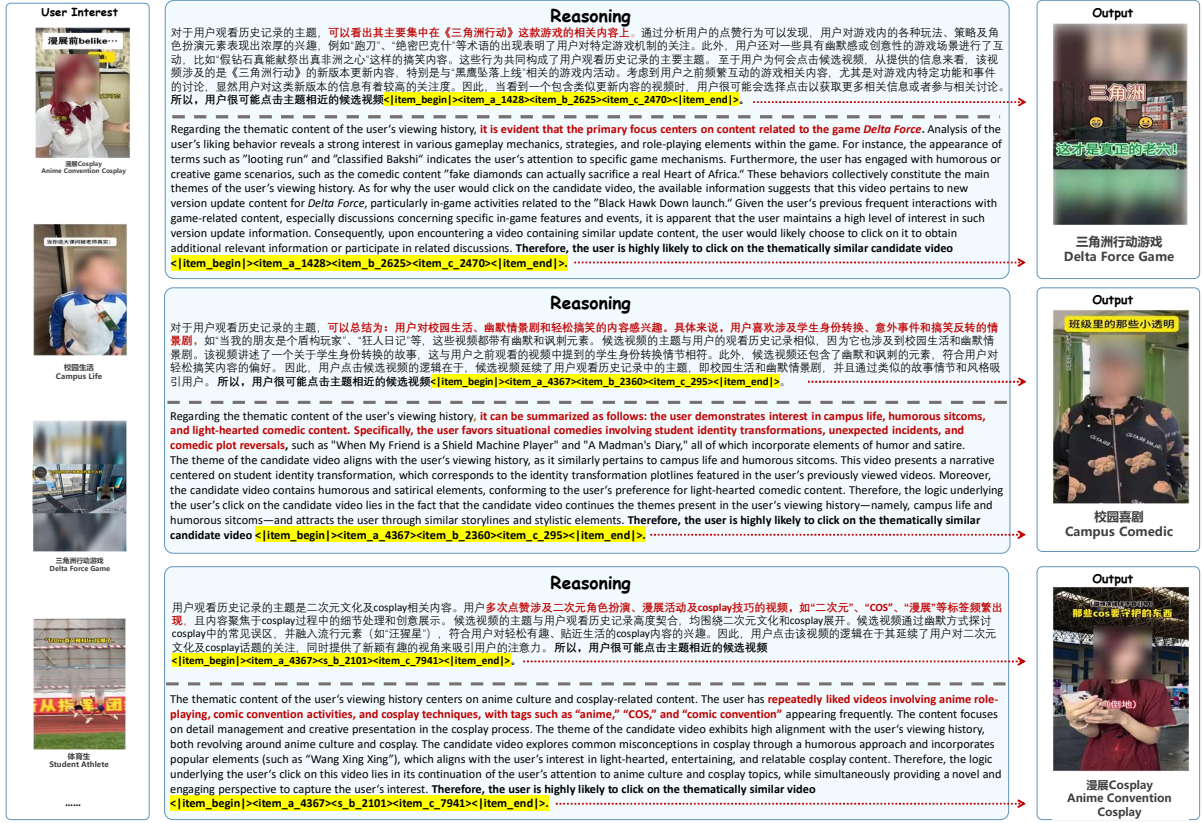 User Interest
漫展前belike…
漫展Cosplay
Anime Convention Cosplay
校园生活
Campus Life
三角洲行动游戏
Delta Force Game
体育生
Student Athlete
......
Reasoning
对于用户观看历史记录的主题，可以看出其主要集中在《三角洲行动》这款游戏的相关内容上。通过分析用户的点赞行为可以发现，用户对游戏内的各种玩法、策略及角
色扮演元素表现出浓厚的兴趣，例如“跑刀”、“绝密巴克什”等术语的出现表明了用户对特定游戏机制的关注。此外，用户还对一些具有幽默感或创意性的游戏场景进行了互
动，比如“假钻石真能献祭出真非洲之心”这样的搞笑内容。这些行为共同构成了用户观看历史记录的主要主题。至于用户为何会点击候选视频，从提供的信息来看，该视
频涉及的是《三角洲行动》的新版本更新内容，特别是与“黑鹰坠落上线”相关的游戏内活动。考虑到用户之前频繁互动的游戏相关内容，尤其是对游戏内特定功能和事件
的讨论，显然用户对这类新版本的信息有着较高的关注度。因此，当看到一个包含类似更新内容的视频时，用户很可能会选择点击以获取更多相关信息或者参与相关讨论。
所以，用户很可能点击主题相近的候选视频<|item_begin|><item_a_1428><item_b_2625><item_c_2470><|item_end|>。
Regarding the thematic content of the user's viewing history, it is evident that the primary focus centers on content related to the game Delta Force. Analysis of the
user's liking behavior reveals a strong interest in various gameplay mechanics, strategies, and role-playing elements within the game. For instance, the appearance of
terms such as "looting run" and "classified Bakshi" indicates the user's attention to specific game mechanisms. Furthermore, the user has engaged with humorous or
creative game scenarios, such as the comedic content "fake diamonds can actually sacrifice a real Heart of Africa." These behaviors collectively constitute the main
themes of the user's viewing history. As for why the user would click on the candidate video, the available information suggests that this video pertains to new
version update content for Delta Force, particularly in-game activities related to the "Black Hawk Down launch." Given the user's previous frequent interactions with
game-related content, especially discussions concerning specific in-game features and events, it is apparent that the user maintains a high level of interest in such
version update information. Consequently, upon encountering a video containing similar update content, the user would likely choose to click on it to obtain
additional relevant information or participate in related discussions. Therefore, the user is highly likely to click on the thematically similar candidate video
<|item_begin|><item_a_1428><item_b_2625><item_c_2470><|item_end|>.
Output
三角洲
这才是真正的老六！
三角洲行动游戏
Delta Force Game
Reasoning
对于用户观看历史记录的主题，可以总结为：用户对校园生活、幽默情景剧和轻松搞笑的内容感兴趣。具体来说，用户喜欢涉及学生身份转换、意外事件和搞笑反转的情
景剧，如“当我的朋友是个盾构玩家”、“狂人日记”等，这些视频都带有幽默和讽刺元素。候选视频的主题与用户的观看历史记录相似，因为它也涉及到校园生活和幽默情
景剧。该视频讲述了一个关于学生身份转换的故事，这与用户之前观看的视频中提到的学生身份转换情节相符。此外，候选视频还包含了幽默和讽刺的元素，符合用户对
轻松搞笑内容的偏好。因此，用户点击候选视频的逻辑在于，候选视频延续了用户观看历史记录中的主题，即校园生活和幽默情景剧，并且通过类似的故事情节和风格吸
引用户。所以，用户很可能点击主题相近的候选视频<|item_begin|><item_a_4367><item_b_2360><item_c_295><|item_end|>。
Regarding the thematic content of the user's viewing history, it can be summarized as follows: the user demonstrates interest in campus life, humorous sitcoms,
and light-hearted comedic content. Specifically, the user favors situational comedies involving student identity transformations, unexpected incidents, and
comedic plot reversals, such as "When My Friend is a Shield Machine Player" and "A Madman's Diary," all of which incorporate elements of humor and satire.
The theme of the candidate video aligns with the user's viewing history, as it similarly pertains to campus life and humorous sitcoms. This video presents a narrative
centered on student identity transformation, which corresponds to the identity transformation plotlines featured in the user's previously viewed videos. Moreover,
the candidate video contains humorous and satirical elements, conforming to the user's preference for light-hearted comedic content. Therefore, the logic underlying
the user's click on the candidate video lies in the fact that the candidate video continues the themes present in the user's viewing history—namely, campus life and
humorous sitcoms—and attracts the user through similar storylines and stylistic elements. Therefore, the user is highly likely to click on the thematically similar
candidate video <|item_begin|><item_a_4367><item_b_2360><item_c_295><|item_end|>.
Output
班级里的那些小透明
校园喜剧
Campus Comedic
Reasoning
用户观看历史记录的主题是二次元文化及cosplay相关内容。用户多次点赞涉及二次元角色扮演、漫展活动及cosplay技巧的视频，如“二次元”、“COS”、“漫展”等标签频繁出
现，且内容聚焦于cosplay过程中的细节处理和创意展示。候选视频的主题与用户观看历史记录高度契合，均围绕二次元文化和cosplay展开。候选视频通过幽默方式探讨
cosplay中的常见误区，并融入流行元素（如“汪星星”），符合用户对轻松有趣、贴近生活的cosplay内容的兴趣。因此，用户点击该视频的逻辑在于其延续了用户对二次元
文化及cosplay话题的关注，同时提供了新颖有趣的视角来吸引用户的注意力。所以，用户很可能点击主题相近的候选视频
<|item_begin|><item_a_4367><s_b_2101><item_c_7941><|item_end|>。
The thematic content of the user's viewing history centers on anime culture and cosplay-related content. The user has repeatedly liked videos involving anime role-
playing, comic convention activities, and cosplay techniques, with tags such as "anime," "COS," and "comic convention" appearing frequently. The content focuses
on detail management and creative presentation in the cosplay process. The theme of the candidate video exhibits high alignment with the user's viewing history,
both revolving around anime culture and cosplay. The candidate video explores common misconceptions in cosplay through a humorous approach and incorporates
popular elements (such as "Wang Xing Xing"), which aligns with the user's interest in light-hearted, entertaining, and relatable cosplay content. Therefore, the logic
underlying the user's click on this video lies in its continuation of the user's attention to anime culture and cosplay topics, while simultaneously providing a novel and
engaging perspective to capture the user's interest. Therefore, the user is highly likely to click on the thematically similar candidate video
<|item_begin|><item_a_4367><s_b_2101><item_c_7941><|item_end|>.
Output
那些cos要守护的东西
漫展Cosplay
Anime Convention
Cosplay